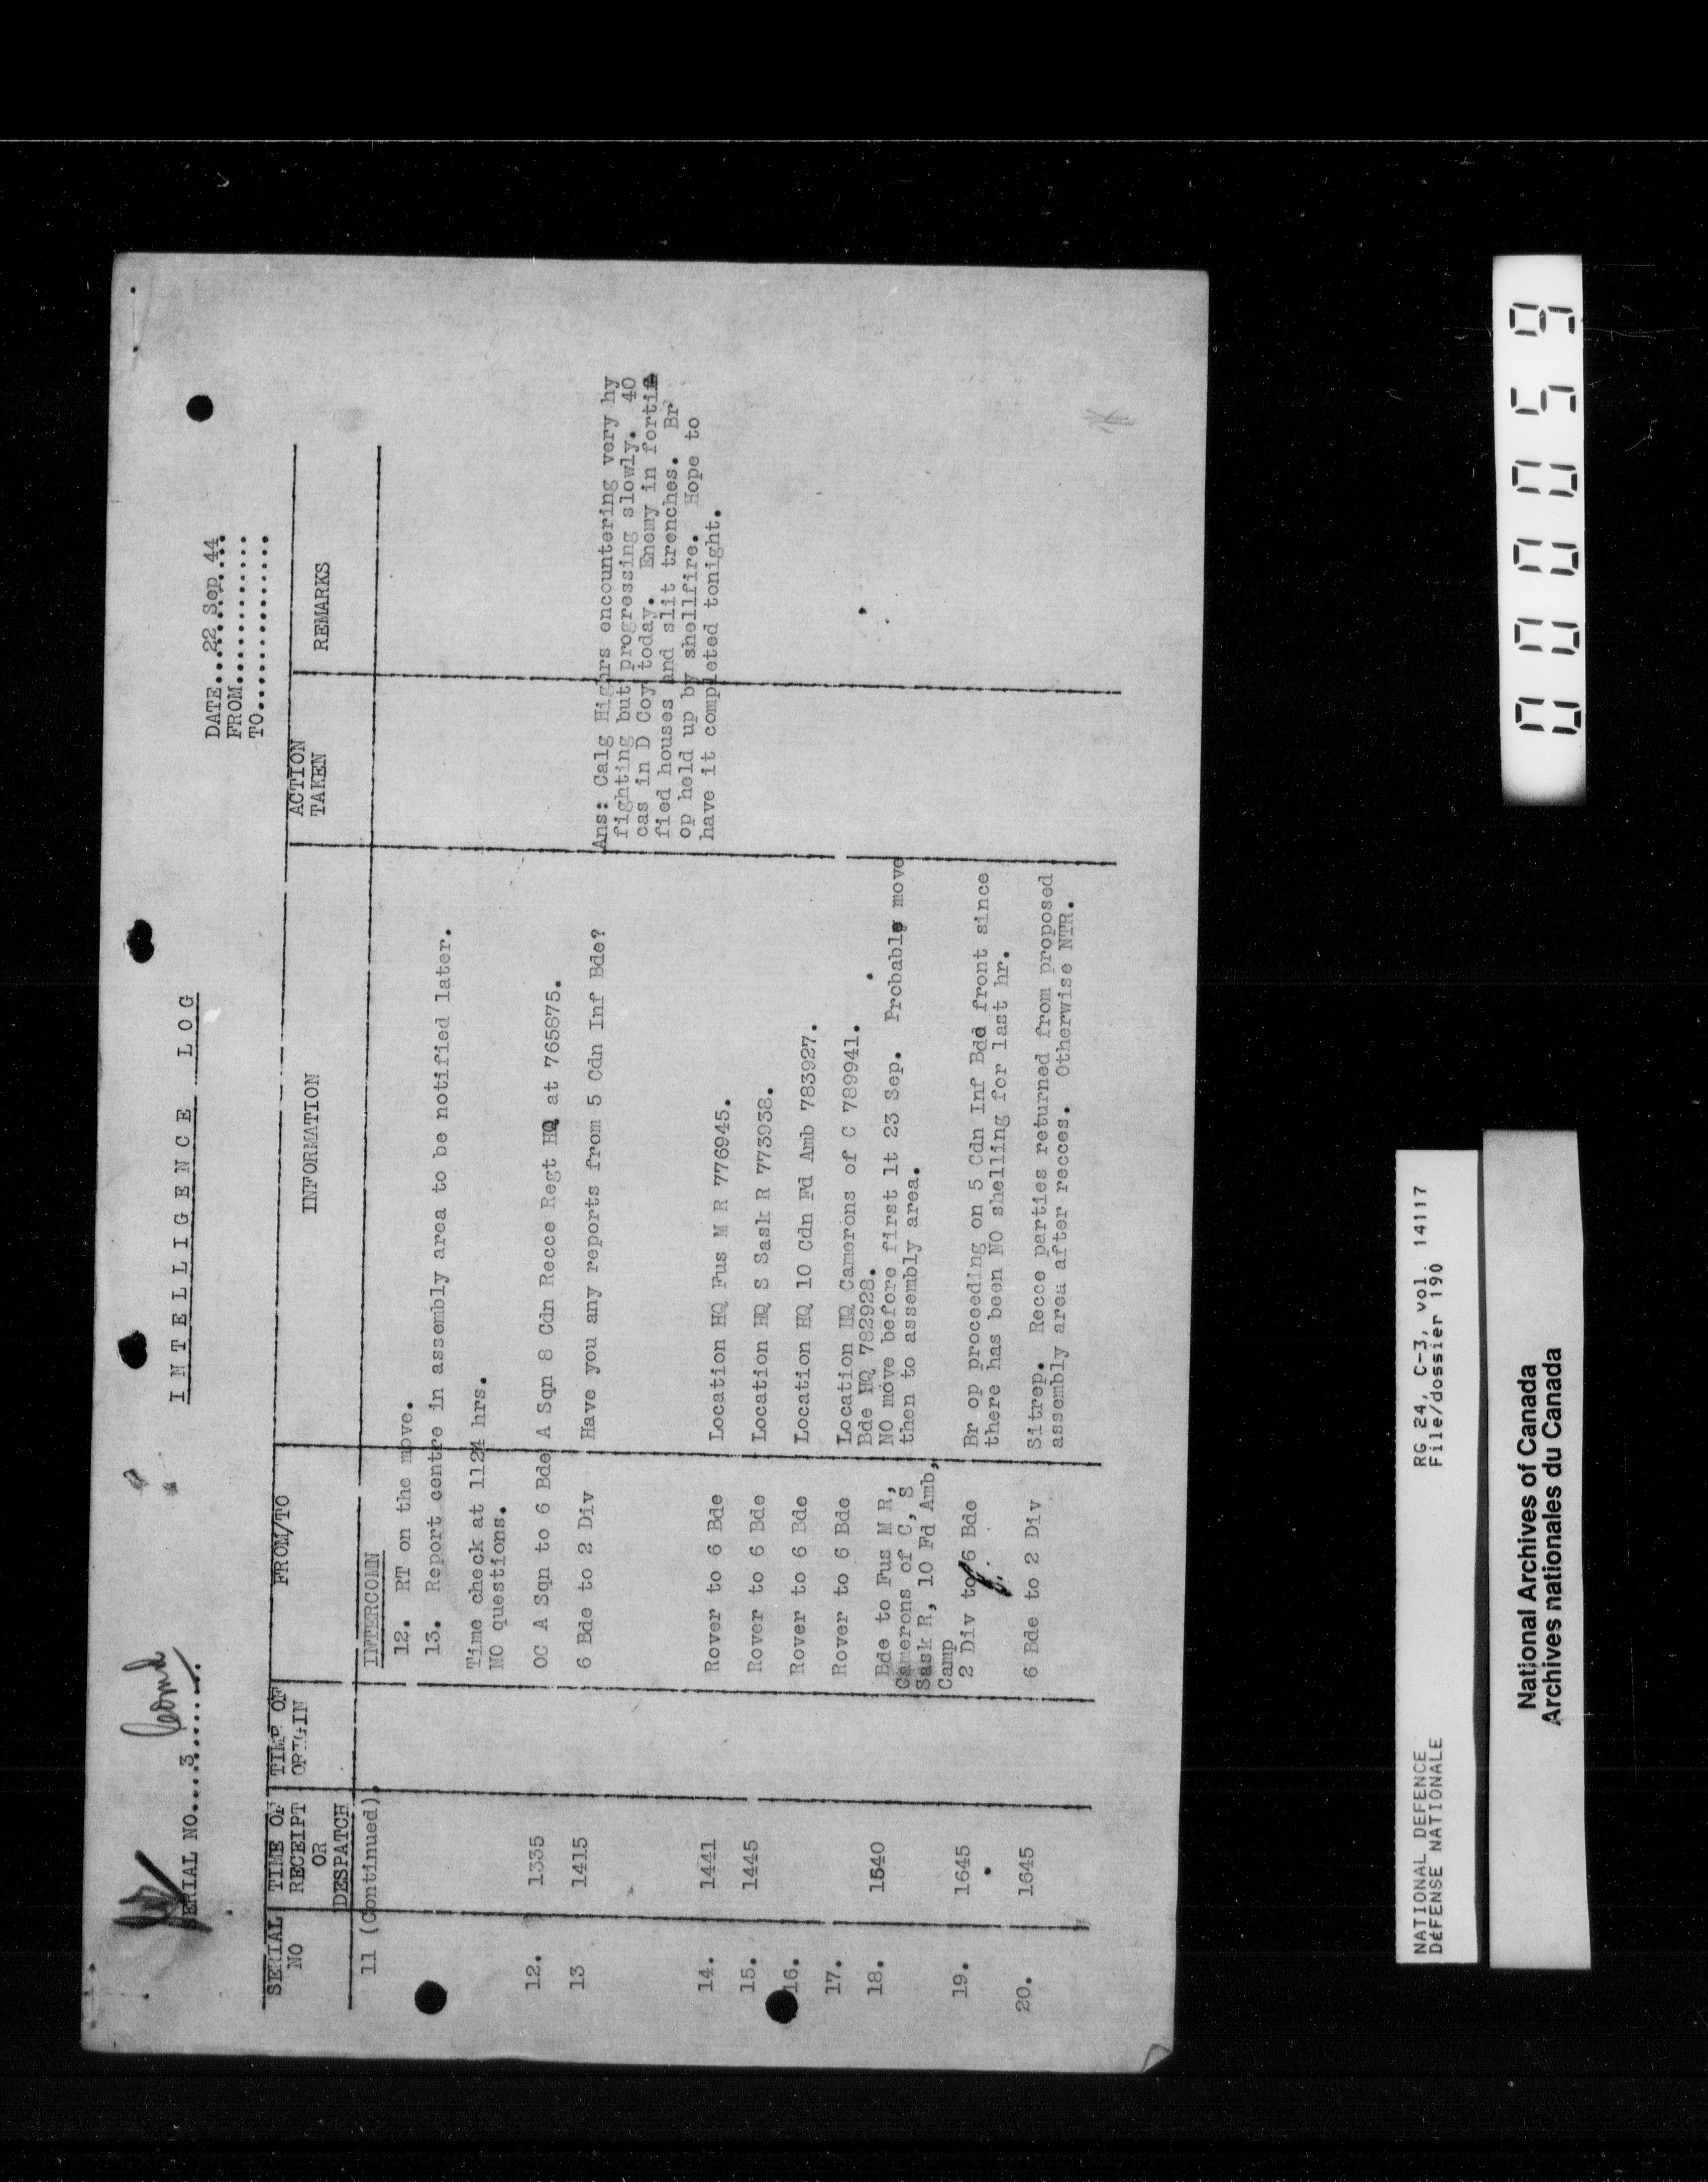 INTELLIGENCE LOG
SERIAL NO....3........
DATE...22 Sep 44
FROM............
TO..............
SERIAL NO
TIME OF RECEIPT OR DESPATCH
TIME OF ORIGIN
FROM/TO
INFORMATION
ACTION TAKEN
REMARKS
11 (Continued)
INTERCOMN
12. RT on the move.
13. Report centre in assembly area to be notified later.
Time check at 1124 hrs.
NO questions.
12. 1335 OC A Sqn to 6 Bde A Sqn 8 Cdn Recce Regt HQ at 765875.
13 1415 6 Bde to 2 Div Have you any reports from 5 Cdn Inf Bde?
Ans: Calg Highrs encountering very hy
fighting but progressing slowly. 40
cas in D Coy today. Enemy in forti
fied houses and slit trenches. Br
op held up by shellfire. Hope to
have it completed tonight.
14. 1441 Rover to 6 Bde Location HQ Fus M R 776945.
15. 1445 Rover to 6 Bde Location HQ S Sask R 773938.
16. Rover to 6 Bde Location HQ 10 Cdn Fd Amb 783927.
17. Rover to 6 Bde Location HQ Camerons of C 789941.
Bde HQ 782928.
18. 1540 Bde to Fus M R, NO move before first lt 23 Sep. Probably move
Camerons of C, S then to assembly area.
Sask R, 10 Fd Amb,
Camp
19. 1645 2 Div to 6 Bde Br op proceeding on 5 Cdn Inf Bde front since
there has been NO shelling for last hr.
20. 1645 6 Bde to 2 Div Sitrep. Recce parties returned from proposed
assembly area after recces. Otherwise NTR.
000059
NATIONAL DEFENCE RG 24, C-3, vol. 14117
DÉFENSE NATIONALE File/dossier 190
National Archives of Canada
Archives nationales du Canada